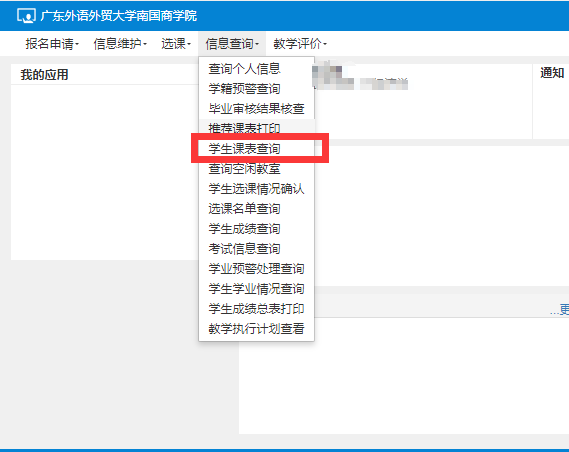 广东外语外贸大学南国商学院
报名申请 信息维护 选课 信息查询 教学评价
我的应用
通知
查询个人信息
学籍预警查询
毕业审核结果核查
推荐课表打印
学生课表查询
查询空闲教室
学生选课情况确认
选课名单查询
学生成绩查询
考试信息查询
学业预警处理查询
学生学业情况查询
学生成绩总表打印
教学执行计划查看
...更